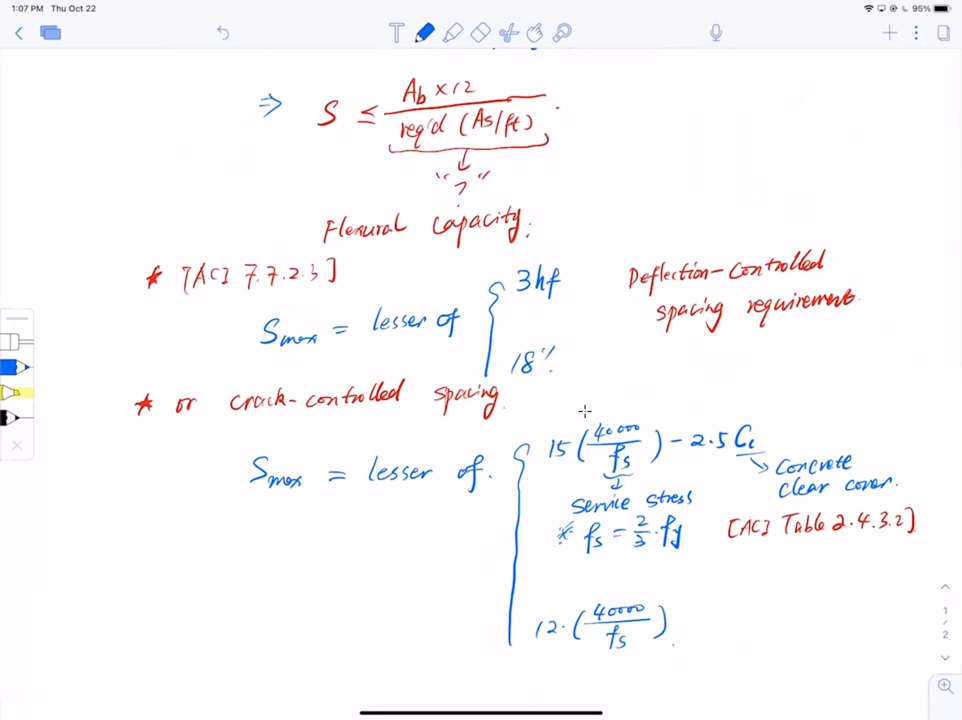 1:07 PM Thu Oct 22
95%
⇒ S ≤ Ab × 12 / req'd (As/ft) .
" ? "
Flexural capacity.
* [ACI 7.7.2.3]
Smax = lesser of { 3hf
18".
Deflection-Controlled
spacing requirement.
* or crack-controlled spacing.
Smax = lesser of. { 15 (40000 / fs) - 2.5 Cc
Concrete
clear cover.
Service stress
* fs = 2/3 · fy
[ACI Table 2.4.3.2]
12 · (40000 / fs) .
1
/
2